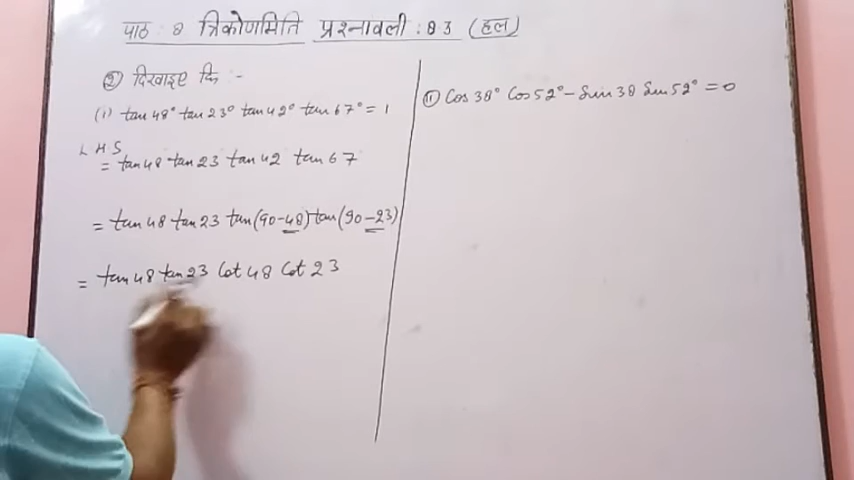 पाठ : 8 त्रिकोणमिति प्रश्नावली : 8 3 (हल)
② दिखाइए कि :-
(i) tan 48° tan 23° tan 42° tan 67° = 1
L H S
= tan 48 tan 23 tan 42 tan 67
= tan 48 tan 23 tan (90-48) tan (90-23)
= tan 48 tan 23 Cot 48 Cot 23
(ii) Cos 38° Cos 52° - Sin 38 Sin 52° = 0